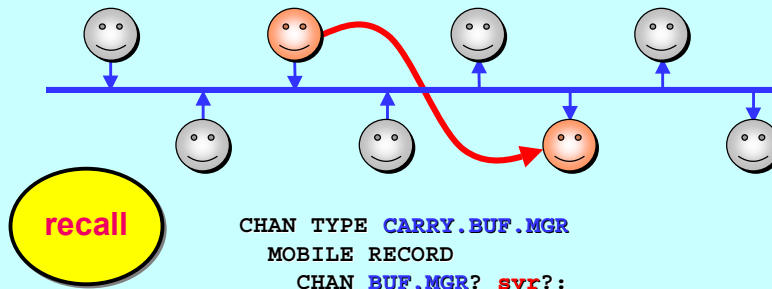 recall
CHAN TYPE CARRY.BUF.MGR
MOBILE RECORD
CHAN BUF.MGR? svr?: